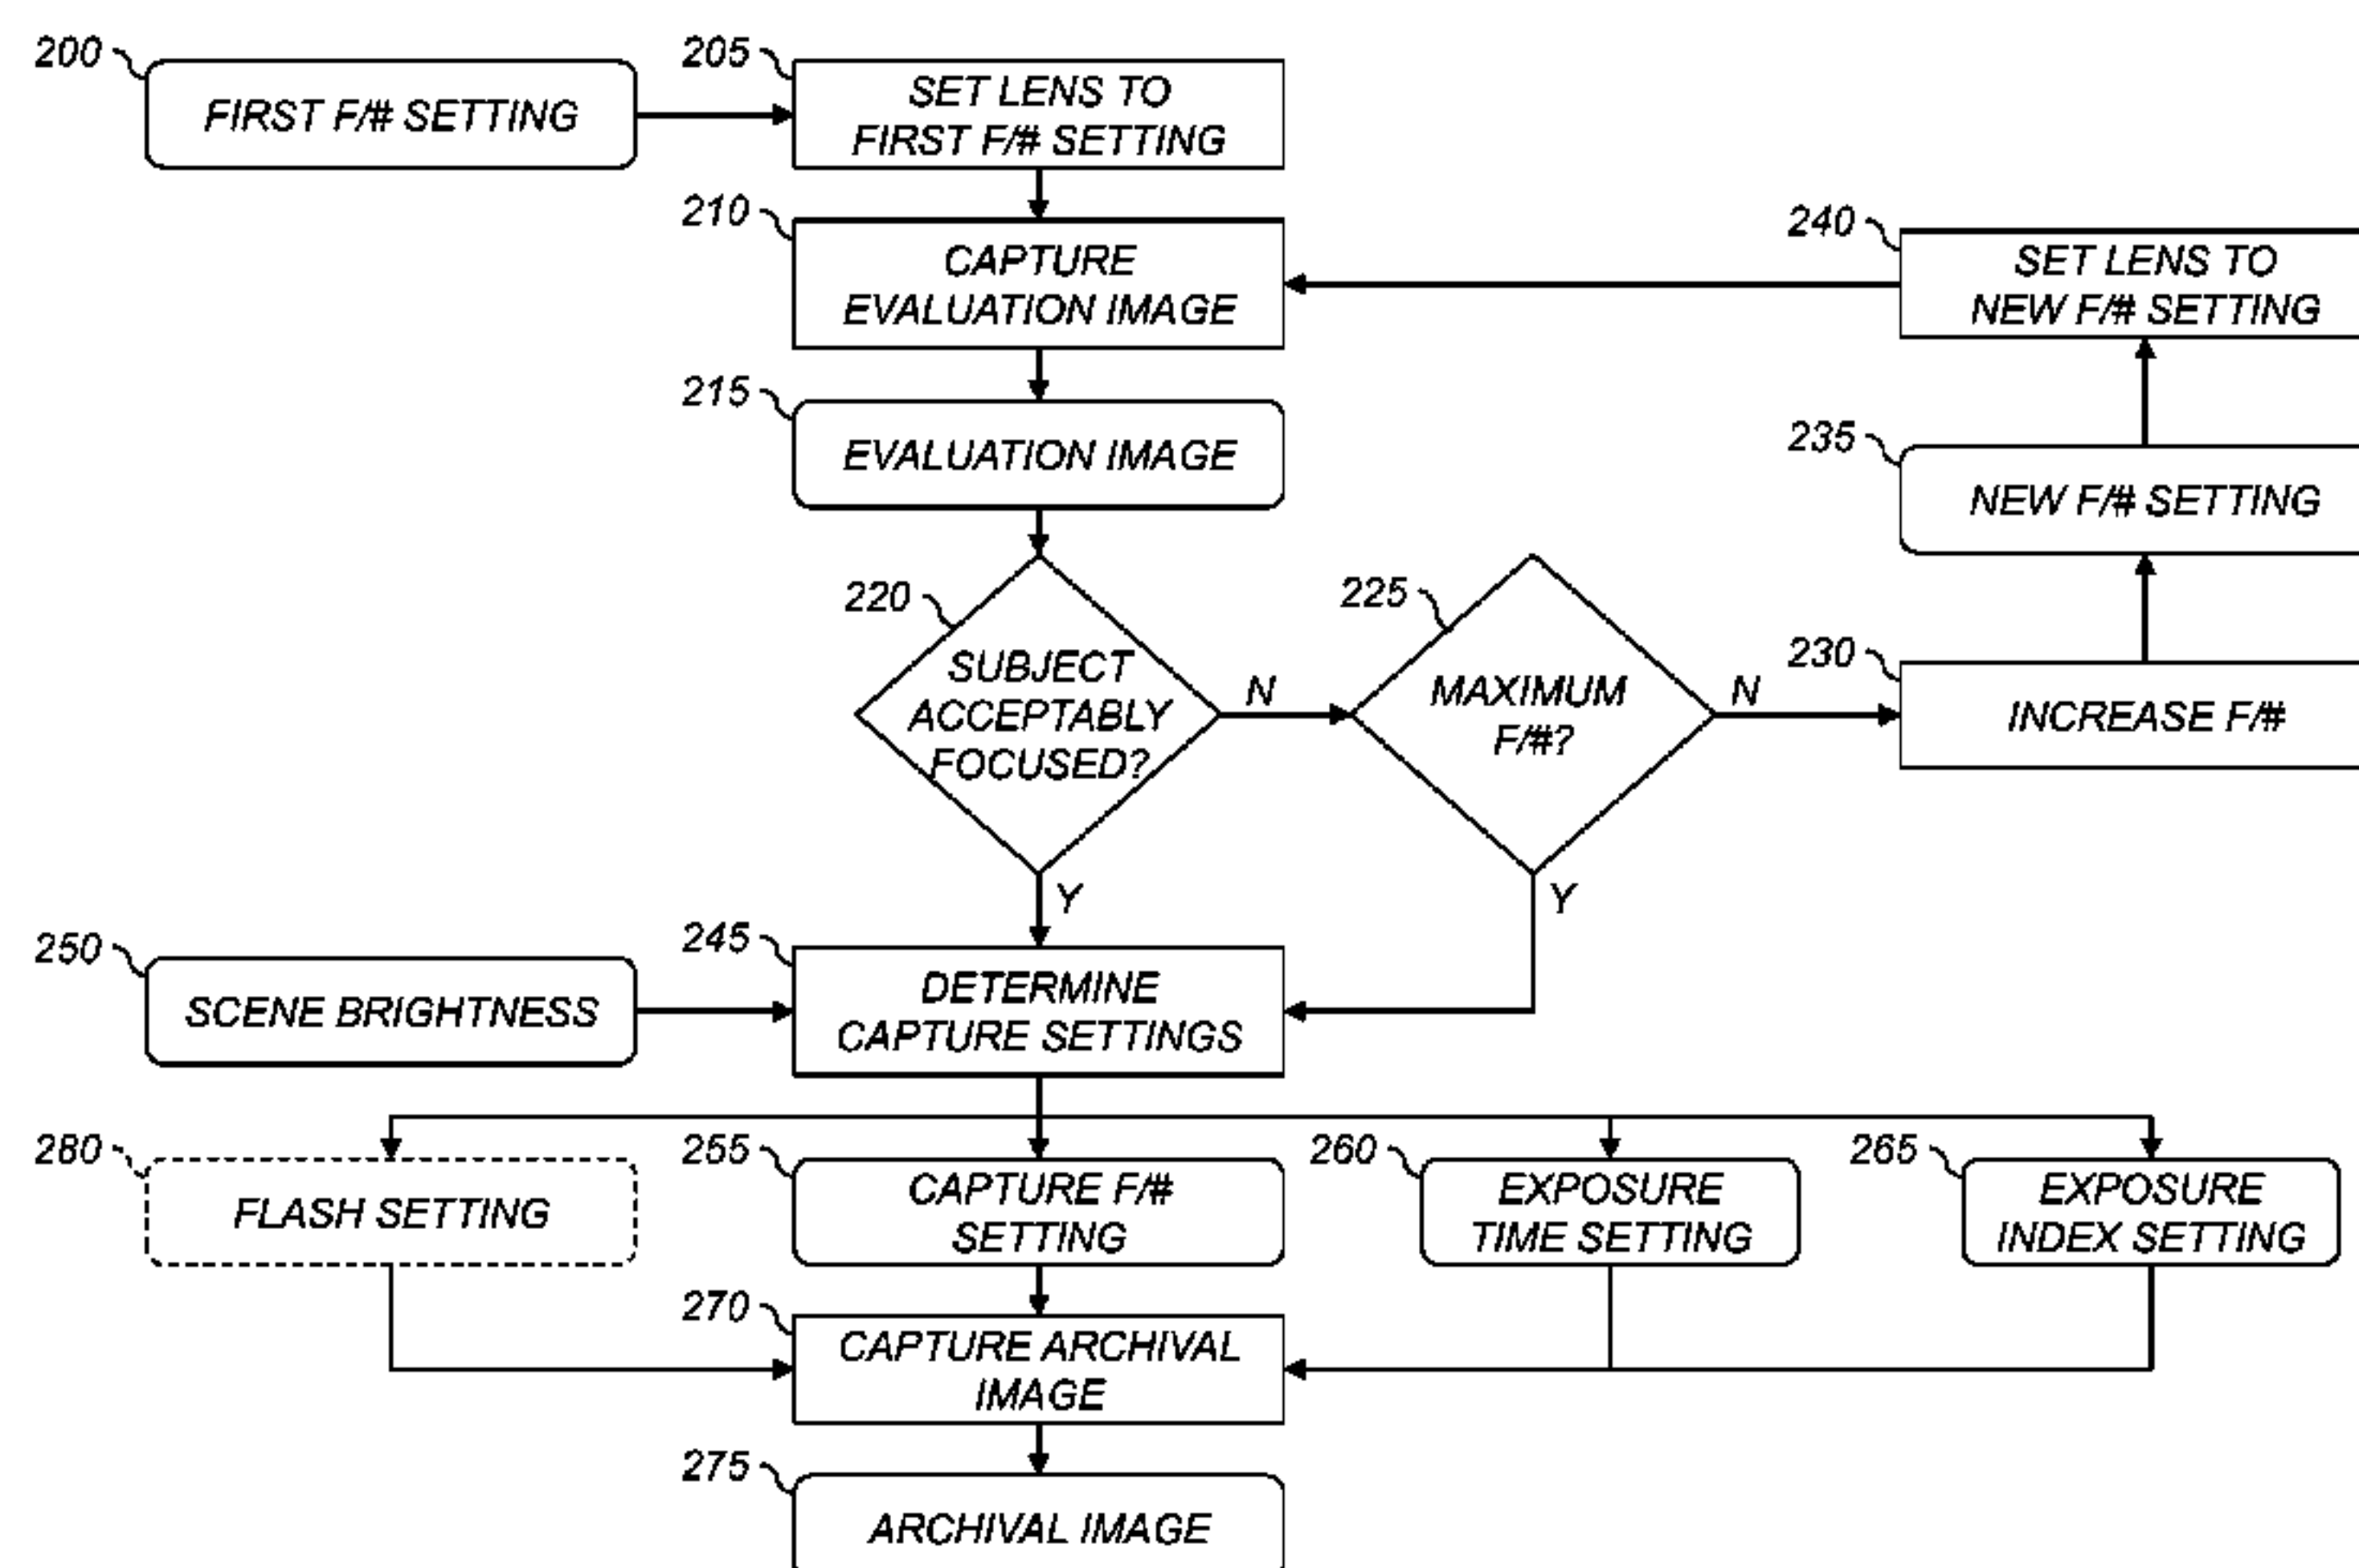 200
FIRST F/# SETTING
205
SET LENS TO
FIRST F/# SETTING
210
CAPTURE
EVALUATION IMAGE
240
SET LENS TO
NEW F/# SETTING
215
EVALUATION IMAGE
235
NEW F/# SETTING
220
SUBJECT
ACCEPTABLY
FOCUSED?
N
225
MAXIMUM
F/#?
N
230
INCREASE F/#
Y
Y
250
SCENE BRIGHTNESS
245
DETERMINE
CAPTURE SETTINGS
280
FLASH SETTING
255
CAPTURE F/#
SETTING
260
EXPOSURE
TIME SETTING
265
EXPOSURE
INDEX SETTING
270
CAPTURE ARCHIVAL
IMAGE
275
ARCHIVAL IMAGE